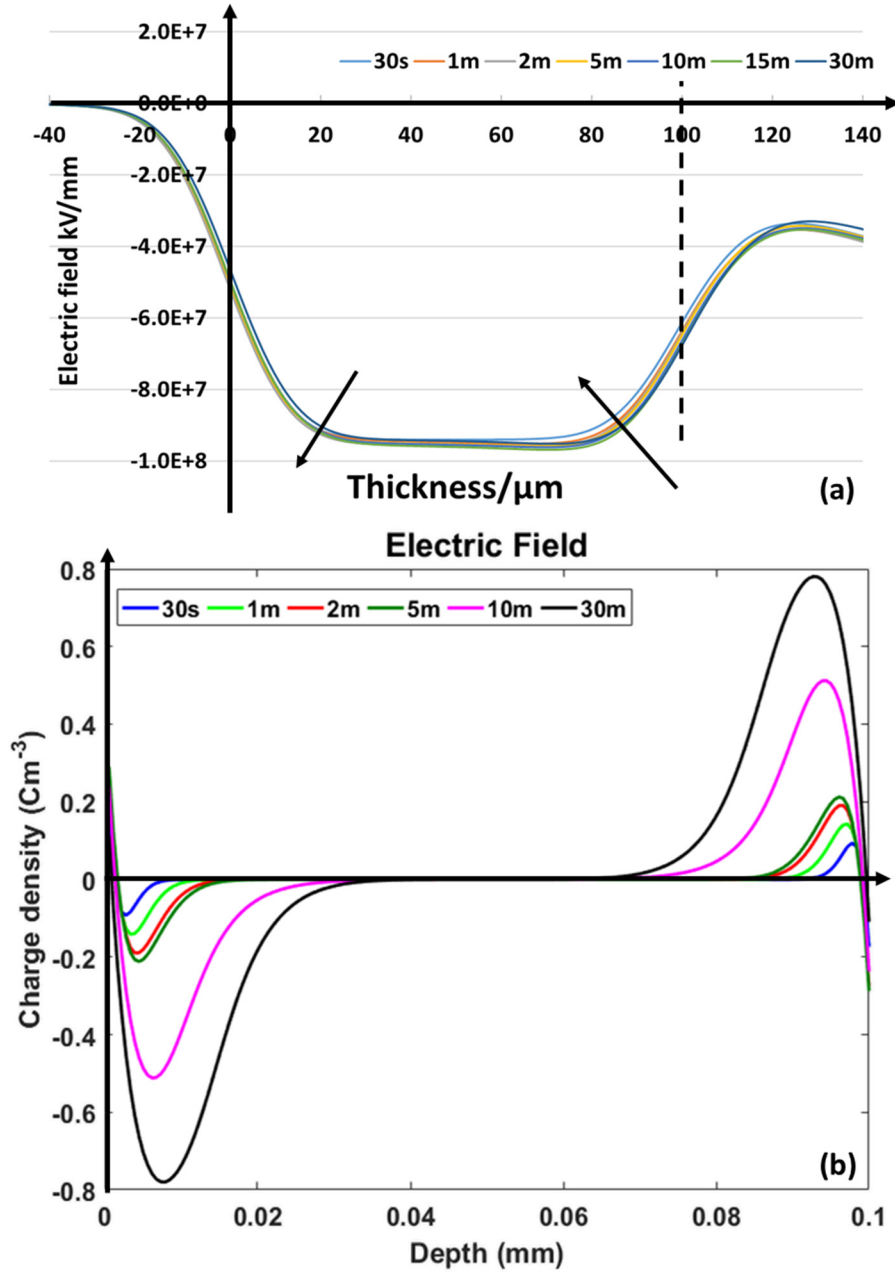 2.0E+7
30s 1m 2m 5m 10m 15m 30m
0.0E+0
-40 -20 0 20 40 60 80 100 120 140
-2.0E+7
-4.0E+7
-6.0E+7
-8.0E+7
-1.0E+8
Electric field kV/mm
Thickness/μm
(a)
Electric Field
0.8
30s 1m 2m 5m 10m 30m
0.6
0.4
0.2
0
-0.2
-0.4
-0.6
-0.8
Charge density (Cm-3)
(b)
0 0.02 0.04 0.06 0.08 0.1
Depth (mm)